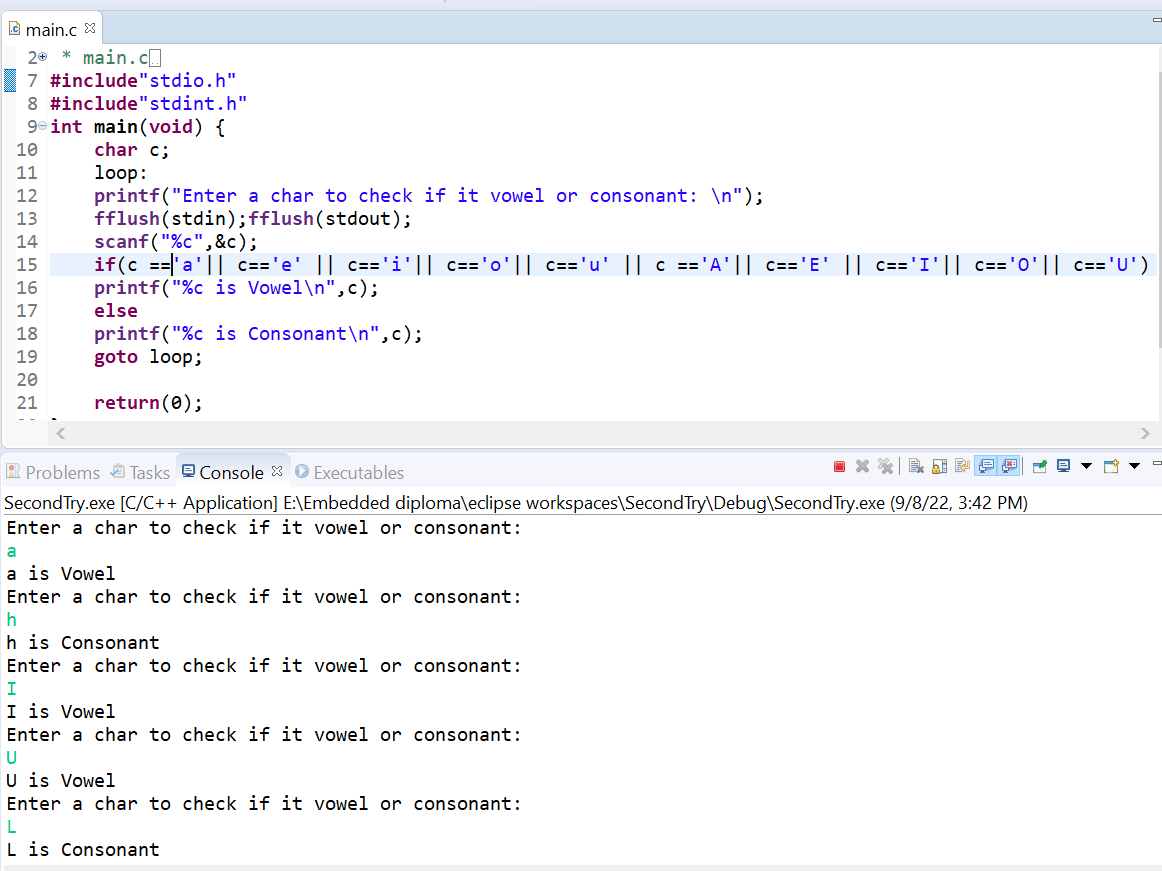 main.c
2 * main.c
7 #include"stdio.h"
8 #include"stdint.h"
9 int main(void) {
10 char c;
11 loop:
12 printf("Enter a char to check if it vowel or consonant: \n");
13 fflush(stdin);fflush(stdout);
14 scanf("%c",&c);
15 if(c =='a'|| c=='e' || c=='i'|| c=='o'|| c=='u' || c =='A'|| c=='E' || c=='I'|| c=='O'|| c=='U')
16 printf("%c is Vowel\n",c);
17 else
18 printf("%c is Consonant\n",c);
19 goto loop;
20
21 return(0);
Problems Tasks Console Executables
SecondTry.exe [C/C++ Application] E:\Embedded diploma\eclipse workspaces\SecondTry\Debug\SecondTry.exe (9/8/22, 3:42 PM)
Enter a char to check if it vowel or consonant:
a
a is Vowel
Enter a char to check if it vowel or consonant:
h
h is Consonant
Enter a char to check if it vowel or consonant:
I
I is Vowel
Enter a char to check if it vowel or consonant:
U
U is Vowel
Enter a char to check if it vowel or consonant:
L
L is Consonant